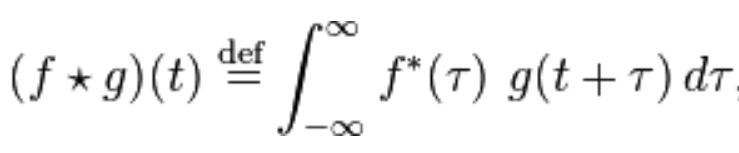 (f ⋆ g)(t) ≝ ∫_{-∞}^{∞} f*(τ) g(t + τ) dτ,